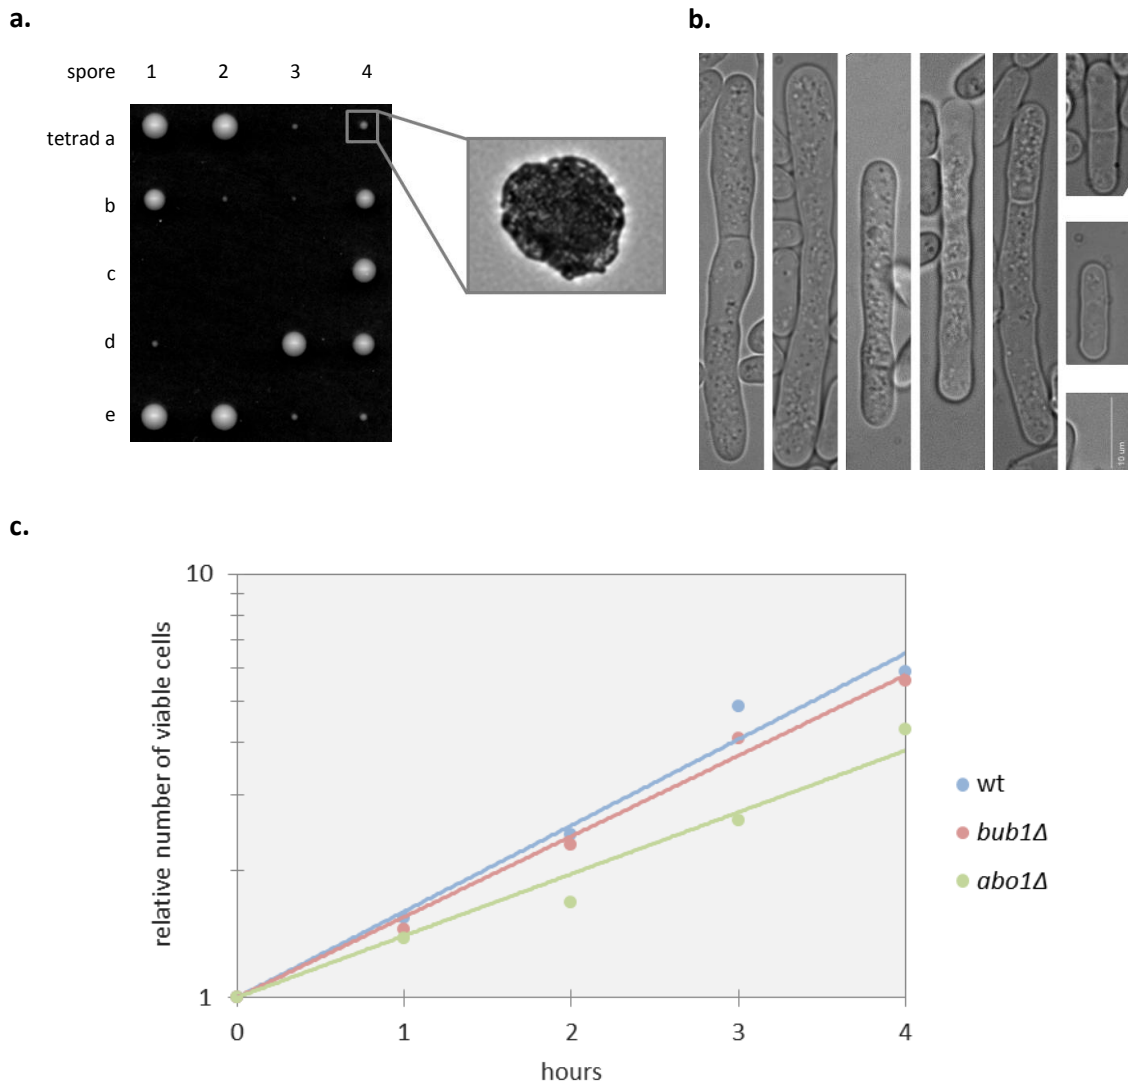 a.
spore 1 2 3 4
tetrad a
b
c
d
e
b.
10 um
c.
relative number of viable cells
10
1
0 1 2 3 4
hours
wt
bub1Δ
abo1Δ